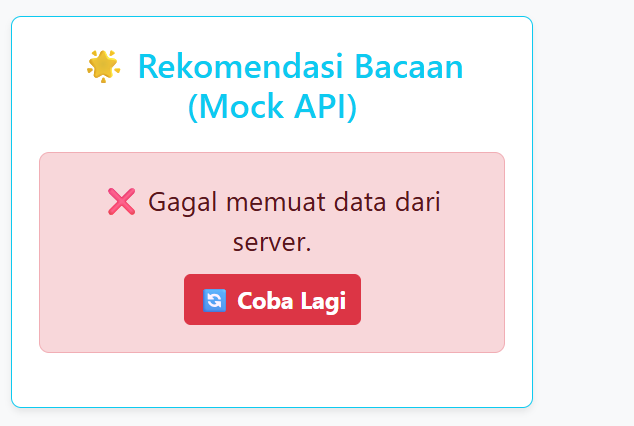 🌟 Rekomendasi Bacaan
(Mock API)
❌ Gagal memuat data dari
server.
🔄 Coba Lagi